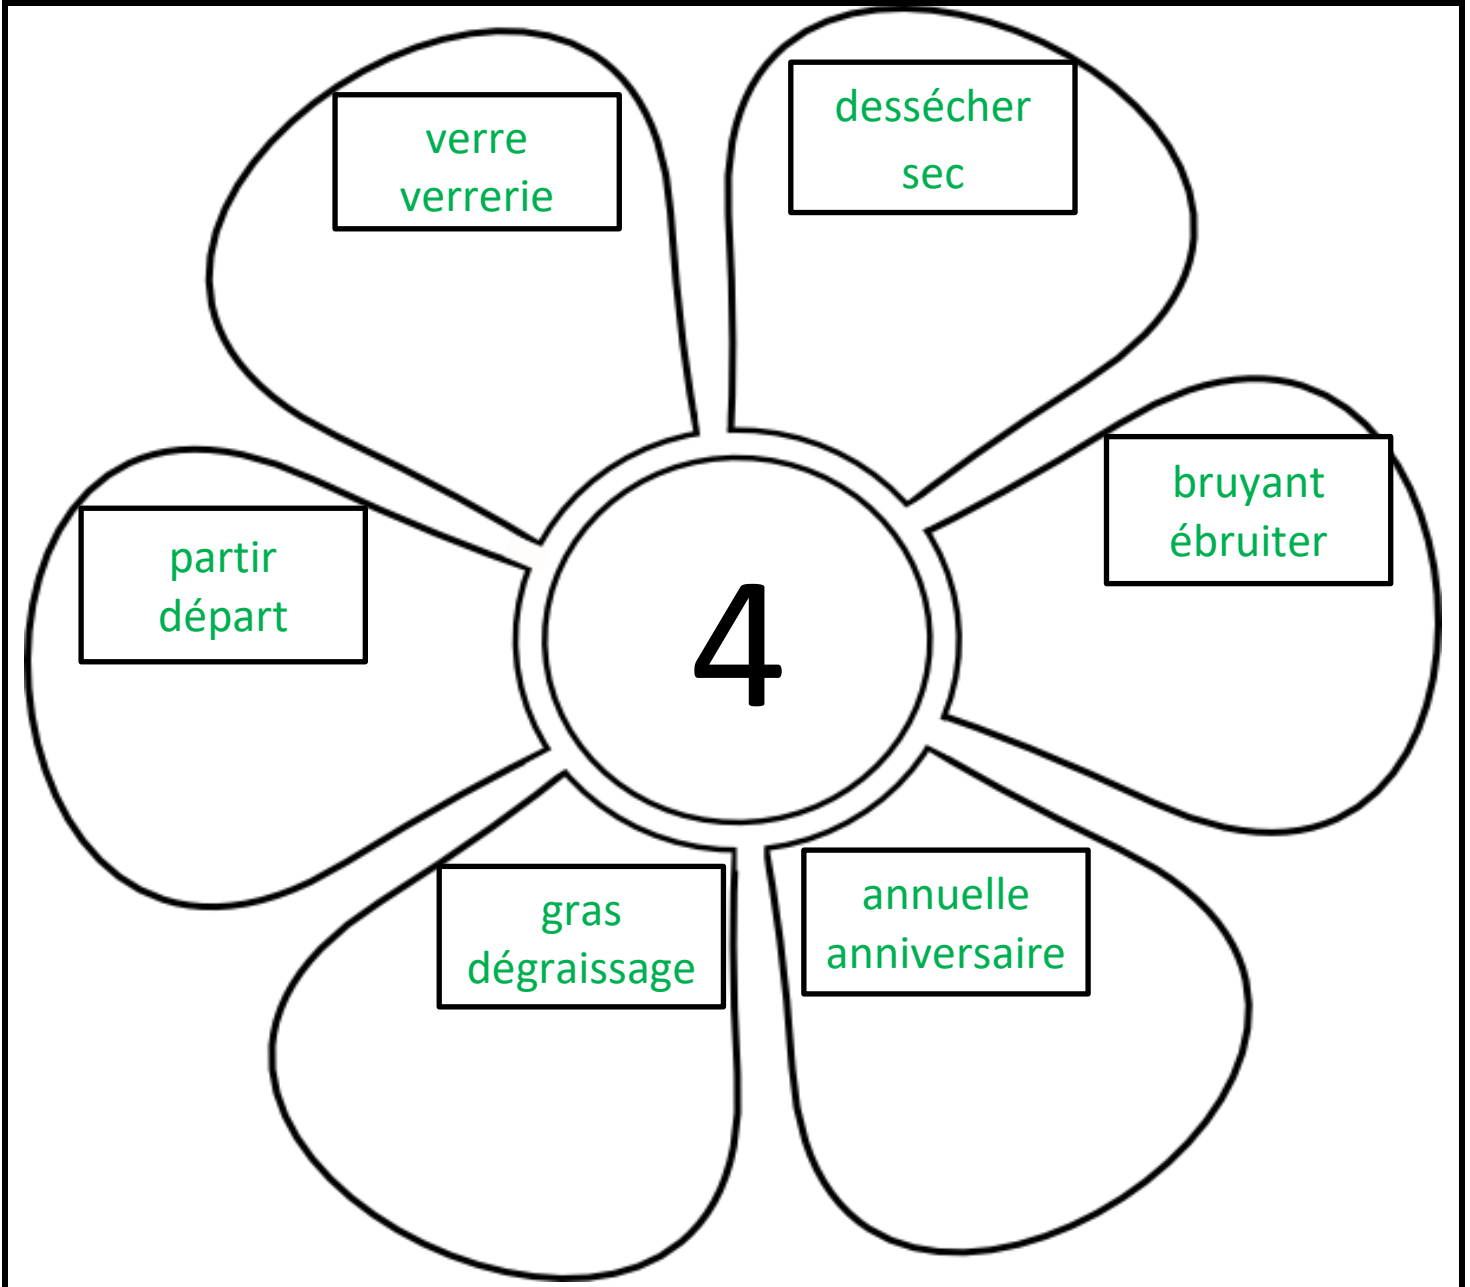 verre
verrerie
dessécher
sec
bruyant
ébruiter
partir
départ
4
gras
dégraissage
annuelle
anniversaire